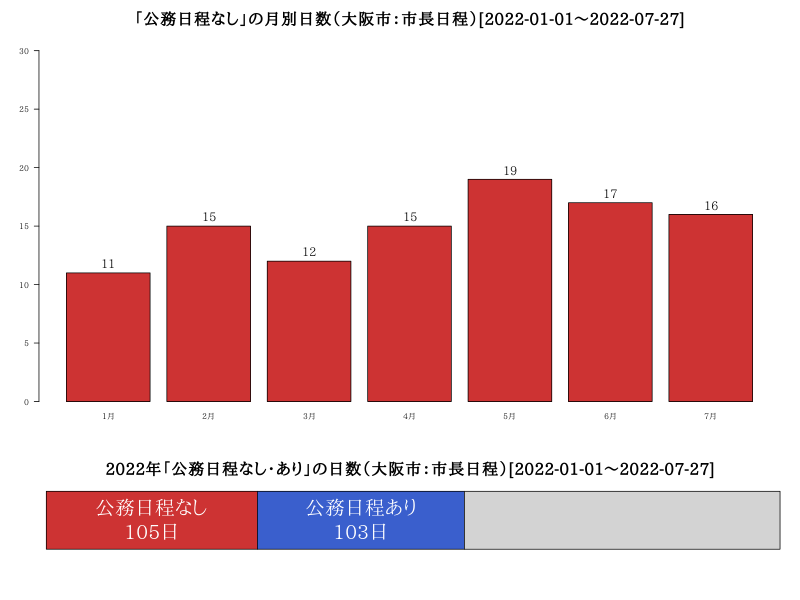 「公務日程なし」の月別日数（大阪市：市長日程）[2022-01-01～2022-07-27]
30
25
20
15
10
5
0
11
15
12
15
19
17
16
1月
2月
3月
4月
5月
6月
7月
2022年「公務日程なし・あり」の日数（大阪市：市長日程）[2022-01-01～2022-07-27]
公務日程なし
105日
公務日程あり
103日